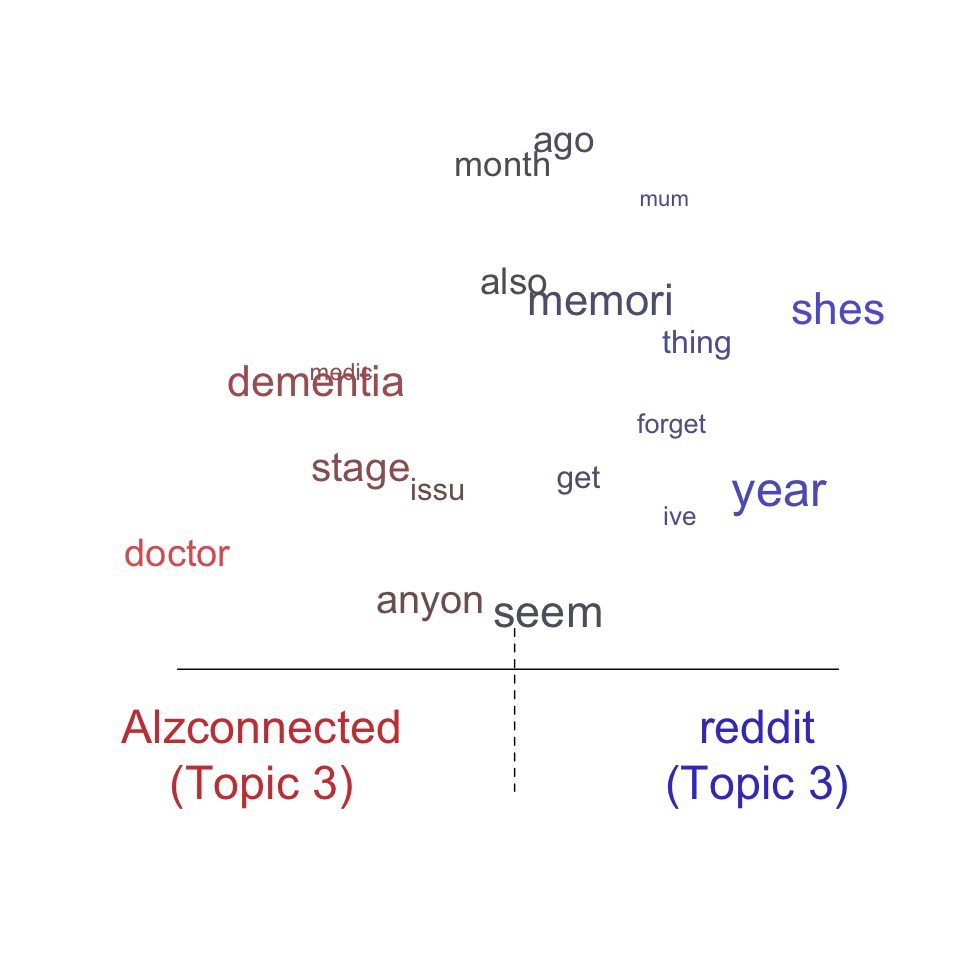 ago
month
mum
also
memori
shes
thing
medic
dementia
forget
stage
issu
get
year
ive
doctor
anyon
seem
Alzconnected
(Topic 3)
reddit
(Topic 3)